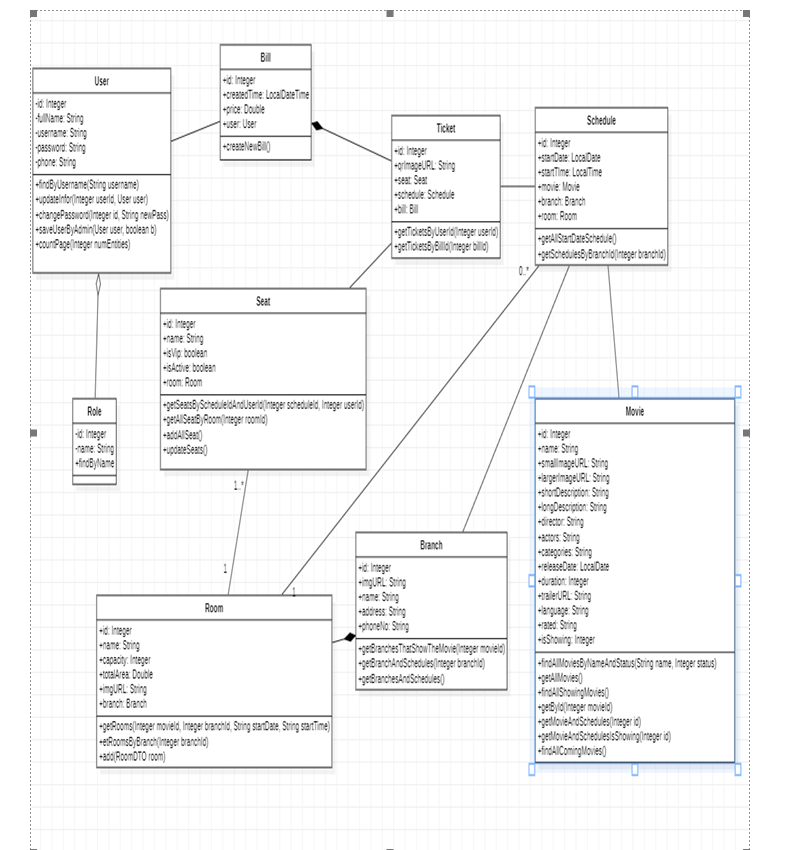 User
-id: Integer
-fullName: String
-username: String
-password: String
-phone: String
+findByUsername(String username)
+updateInfor(Integer userId, User user)
+changePassword(Integer id, String newPass)
+saveUserByAdmin(User user, boolean b)
+countPage(Integer numEntities)
Bill
+id: Integer
+createdTime: LocalDateTime
+price: Double
+user: User
+createNewBill()
Ticket
+id: Integer
+qrImageURL: String
+seat: Seat
+schedule: Schedule
+bill: Bill
+getTicketsByUserId(Integer userId)
+getTicketsByBillId(Integer billId)
Schedule
+id: Integer
+startDate: LocalDate
+startTime: LocalTime
+movie: Movie
+branch: Branch
+room: Room
+getAllStartDateSchedule()
+getSchedulesByBranchId(Integer branchId)
0..*
Seat
+id: Integer
+name: String
+isVip: boolean
+isActive: boolean
+room: Room
+getSeatsByScheduleIdAndUserId(Integer scheduleId, Integer userId)
+getAllSeatByRoom(Integer roomId)
+addAllSeat()
+updateSeats()
1..*
1
Role
-id: Integer
-name: String
+findByName
Movie
+id: Integer
+name: String
+smallImageURL: String
+largerImageURL: String
+shortDescription: String
+longDescription: String
+director: String
+actors: String
+categories: String
+releaseDate: LocalDate
+duration: Integer
+trailerURL: String
+language: String
+rated: String
+isShowing: Integer
+findAllMoviesByNameAndStatus(String name, Integer status)
+getAllMovies()
+findAllShowingMovies()
+getById(Integer movieId)
+getMovieAndSchedules(Integer id)
+getMovieAndSchedulesIsShowing(Integer id)
+findAllComingMovies()
Branch
+id: Integer
+imgURL: String
+name: String
+address: String
+phoneNo: String
+getBranchesThatShowTheMovie(Integer movieId)
+getBranchAndSchedules(Integer branchId)
+getBranchesAndSchedules()
1
Room
+id: Integer
+name: String
+capacity: Integer
+totalArea: Double
+imgURL: String
+branch: Branch
+getRooms(Integer movieId, Integer branchId, String startDate, String startTime)
+etRoomsByBranch(Integer branchId)
+add(RoomDTO room)